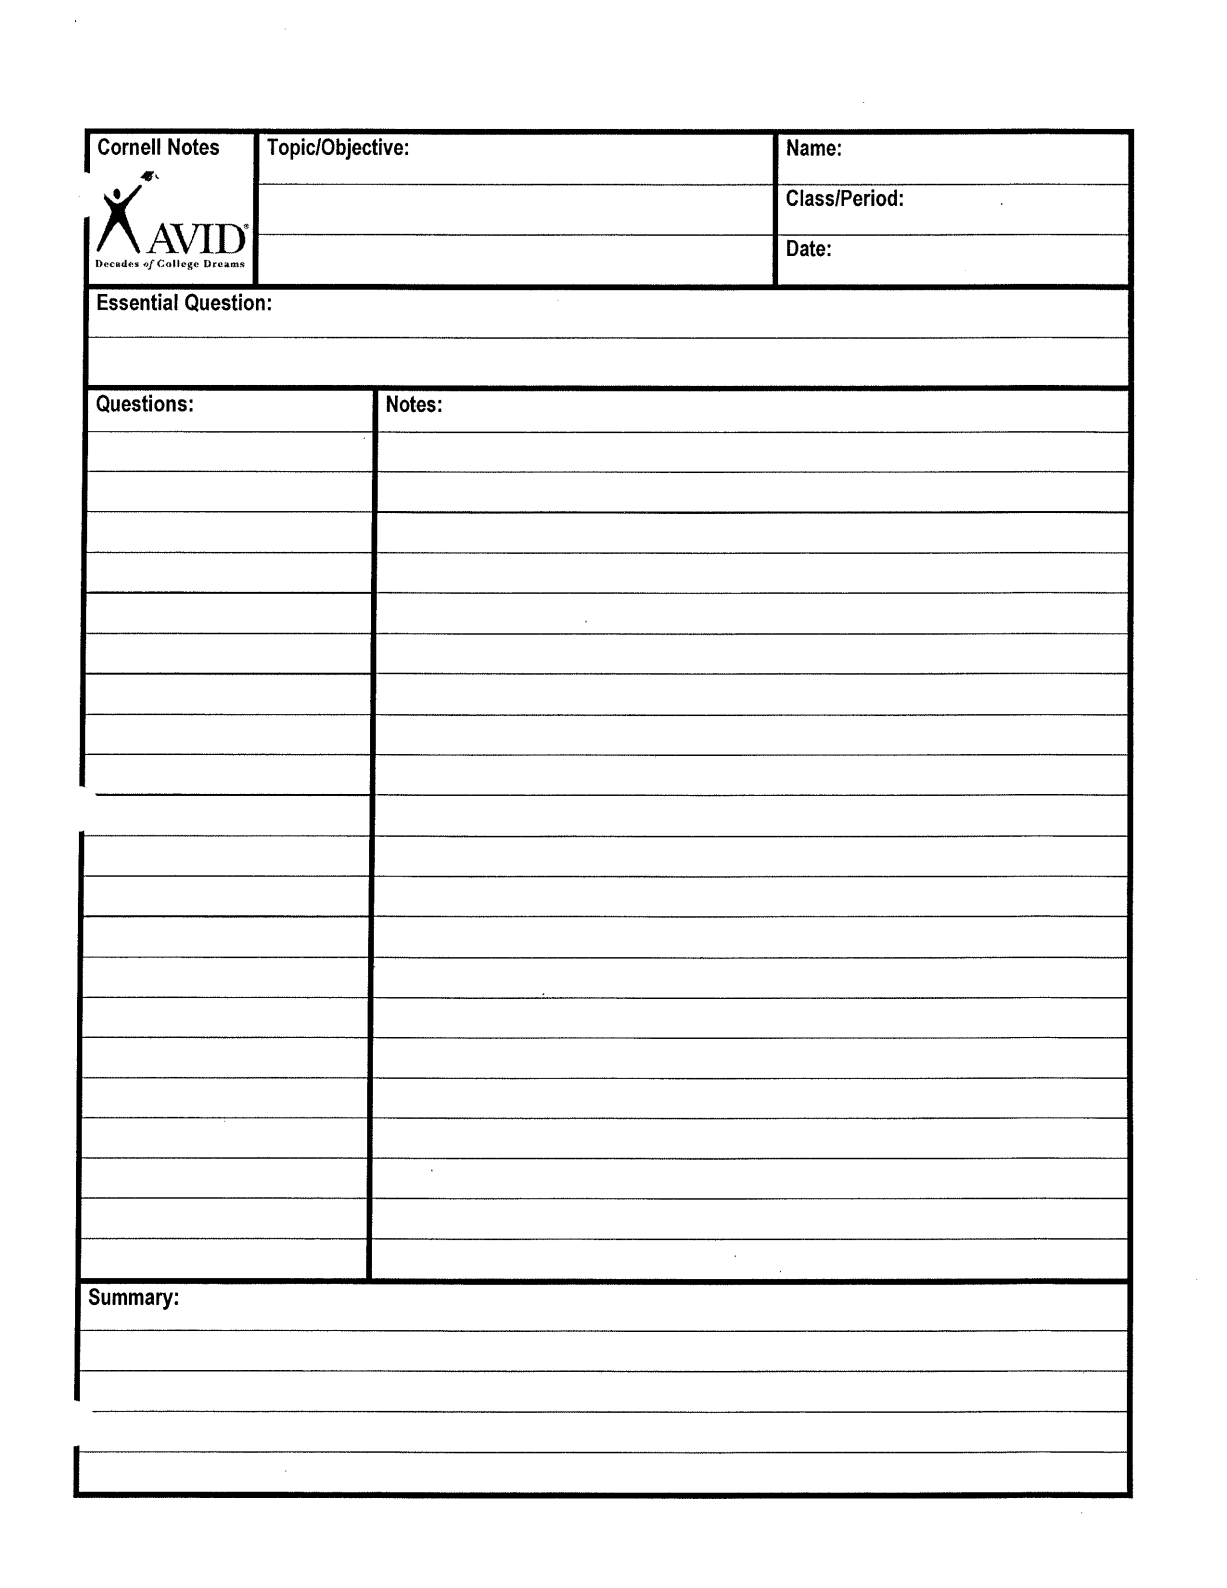 Cornell Notes
Topic/Objective:
Name:
Class/Period:
AVID®
Decades of College Dreams
Date:
Essential Question:
Questions:
Notes:
Summary: